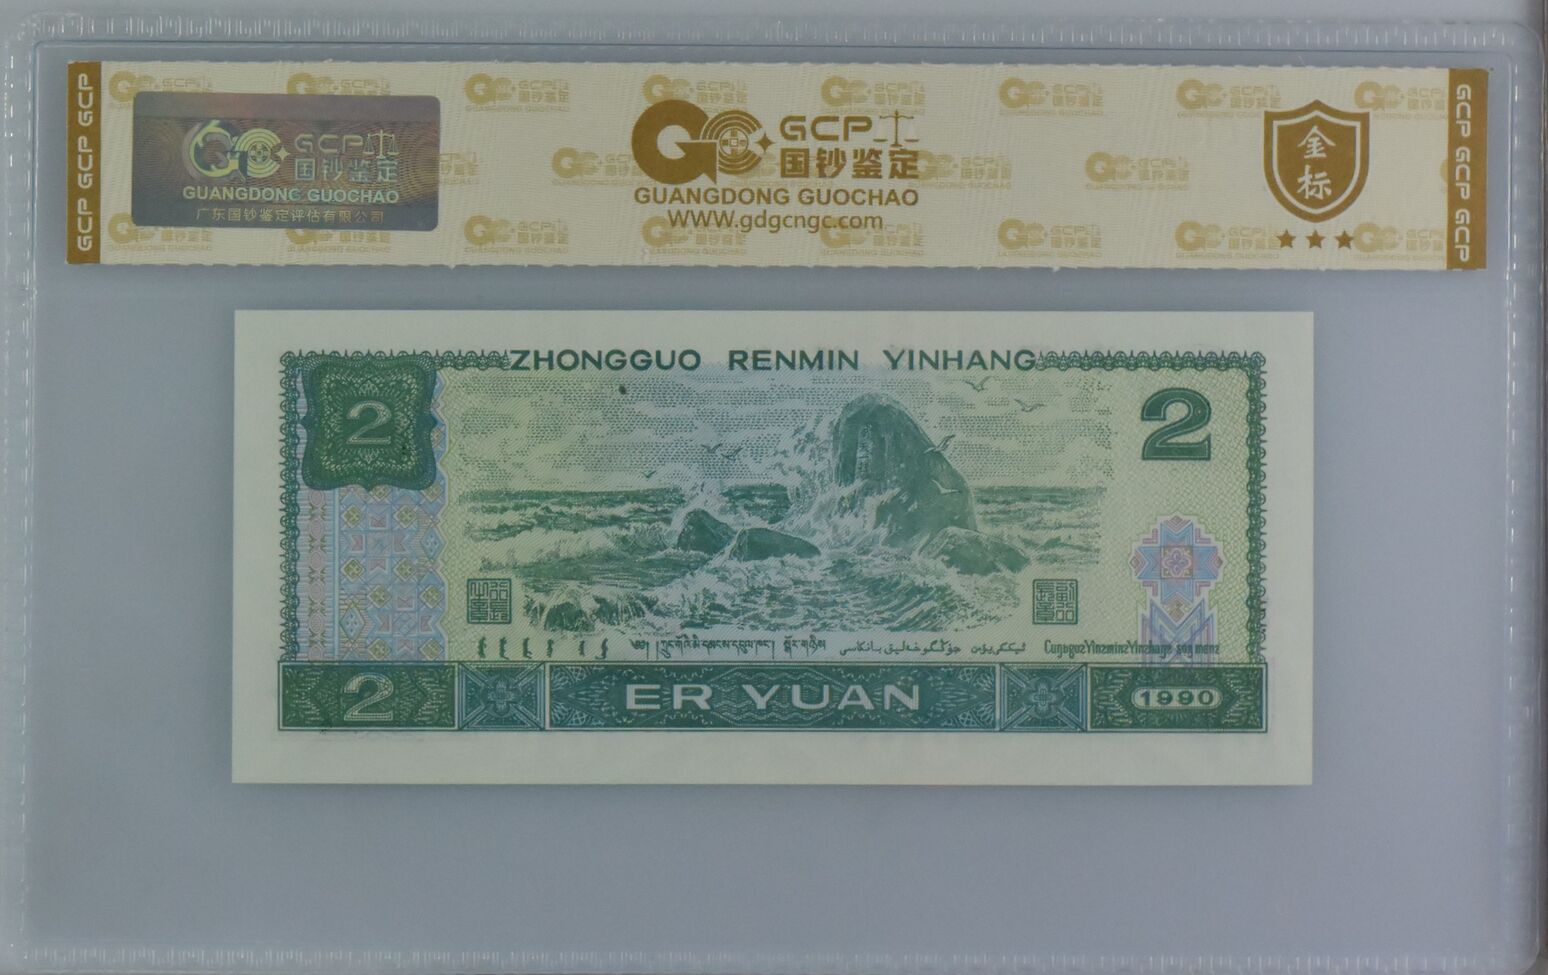 GCP GCP GCP
GCP 国钞鉴定
GUANGDONG GUOCHAO
广东国钞鉴定评估有限公司
GCP
国钞鉴定
GUANGDONG GUOCHAO
WWW.gdgcngc.com
金标
GCP GCP GCP
ZHONGGUO RENMIN YINHANG
2
2
2
ER YUAN
1990